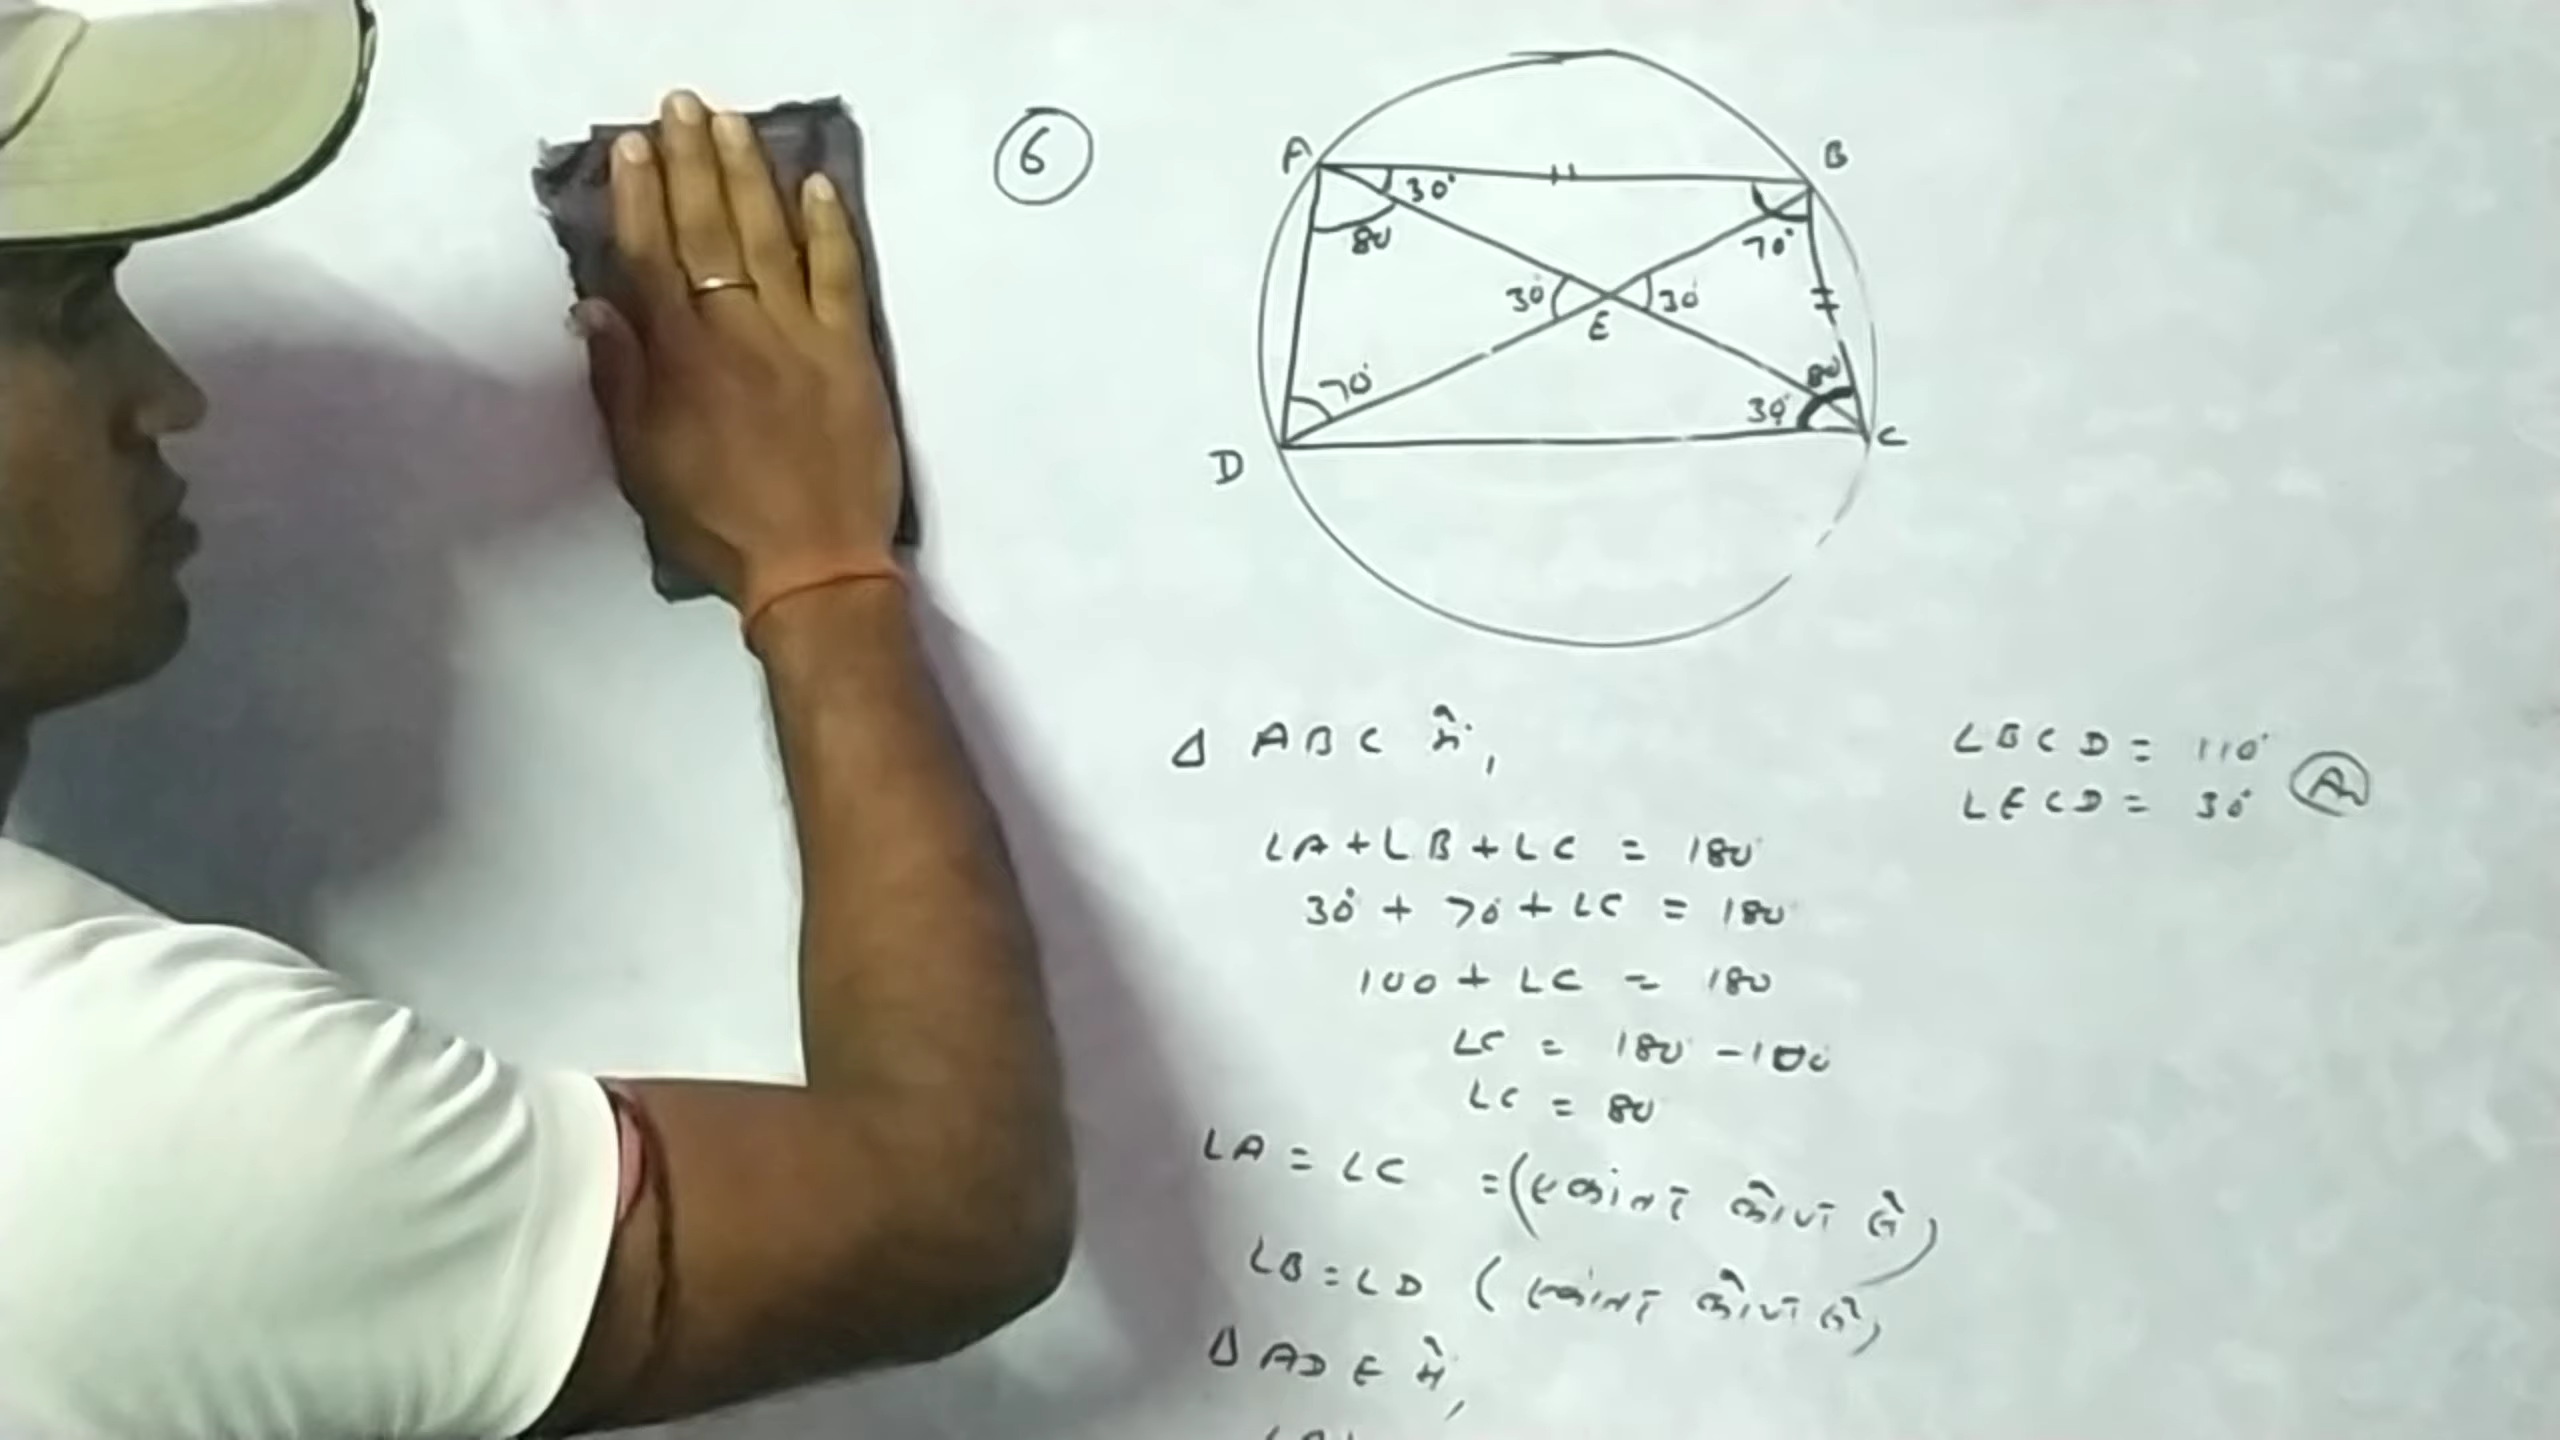 6
A
B
30°
80
70°
30
30
E
70°
80
30°
D
C
Δ ABC में,
∠A+∠B+∠C = 180
30° + 70 + ∠C = 180
100 + ∠C = 180
∠C = 180 - 100
∠C = 80
∠A = ∠C =(
∠B = ∠D (
Δ ADE में,
∠BCD = 110°
∠ECD = 30°